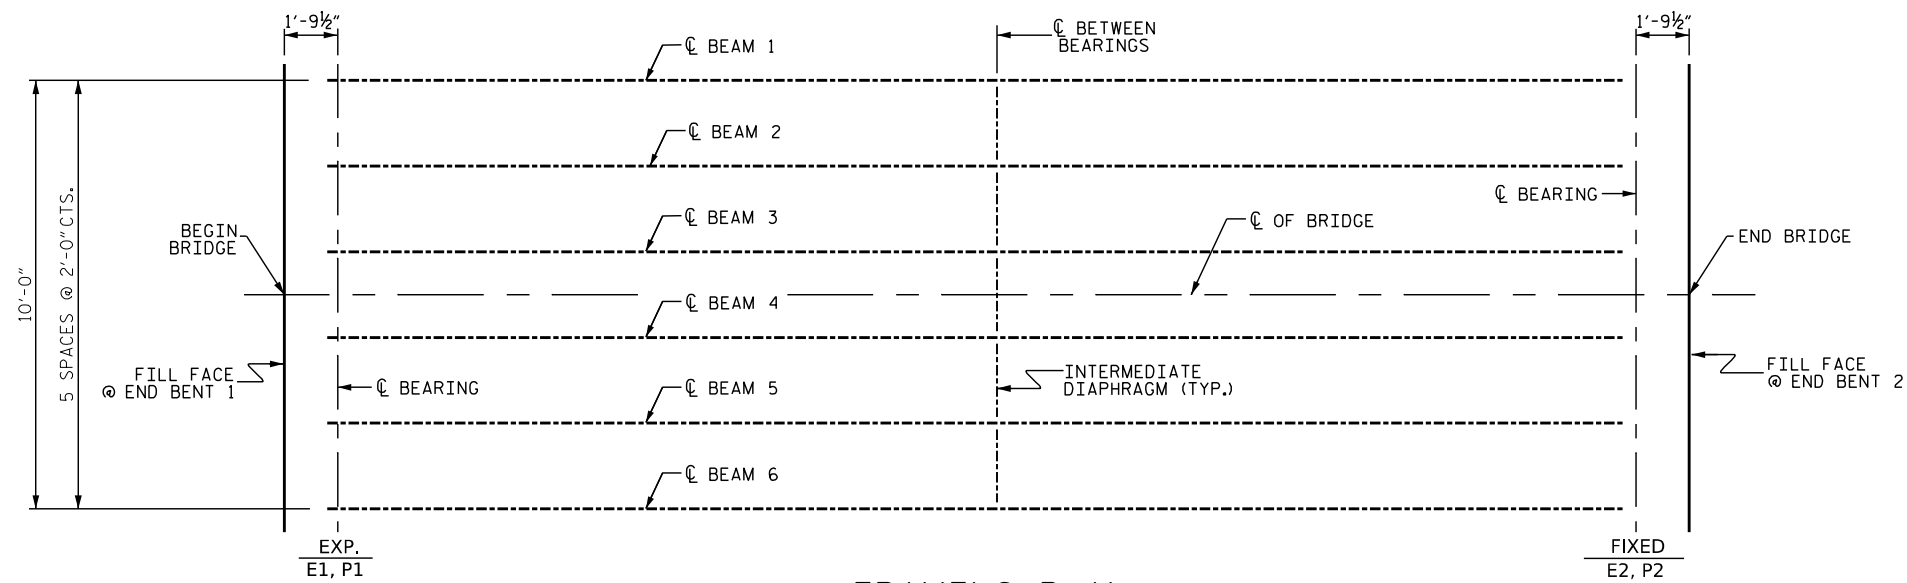 1'-9½"
℄ BEAM 1
℄ BETWEEN
BEARINGS
1'-9½"
℄ BEAM 2
℄ BEARING
℄ BEAM 3
℄ OF BRIDGE
BEGIN
BRIDGE
END BRIDGE
10'-0"
5 SPACES @ 2'-0" CTS.
℄ BEAM 4
FILL FACE
@ END BENT 1
℄ BEARING
℄ BEAM 5
INTERMEDIATE
DIAPHRAGM (TYP.)
FILL FACE
@ END BENT 2
℄ BEAM 6
EXP.
E1, P1
FIXED
E2, P2